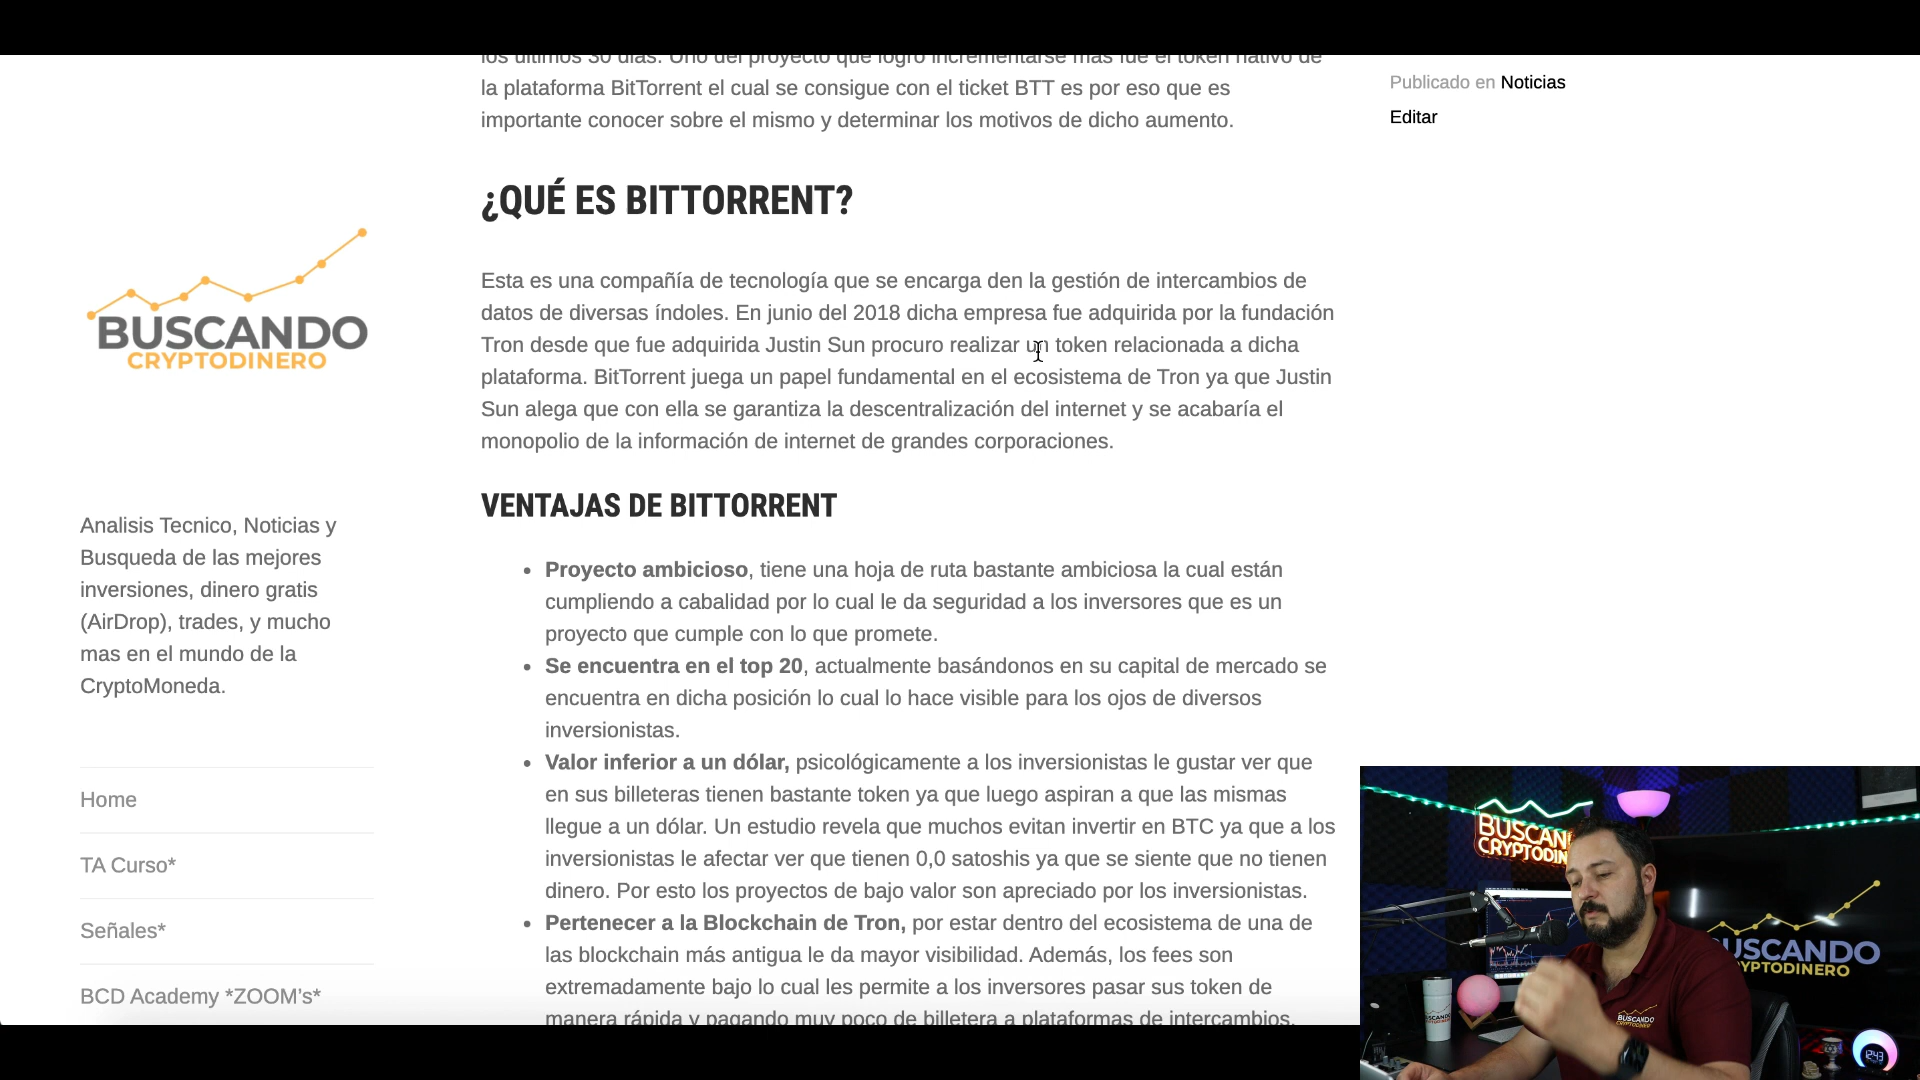 los últimos 30 días. Uno del proyecto que logro incrementarse más fue el token nativo de
la plataforma BitTorrent el cual se consigue con el ticket BTT es por eso que es
importante conocer sobre el mismo y determinar los motivos de dicho aumento.
Publicado en Noticias
Editar
¿QUÉ ES BITTORRENT?
Esta es una compañía de tecnología que se encarga den la gestión de intercambios de
datos de diversas índoles. En junio del 2018 dicha empresa fue adquirida por la fundación
Tron desde que fue adquirida Justin Sun procuro realizar un token relacionada a dicha
plataforma. BitTorrent juega un papel fundamental en el ecosistema de Tron ya que Justin
Sun alega que con ella se garantiza la descentralización del internet y se acabaría el
monopolio de la información de internet de grandes corporaciones.
BUSCANDO
CRYPTODINERO
Analisis Tecnico, Noticias y
Busqueda de las mejores
inversiones, dinero gratis
(AirDrop), trades, y mucho
mas en el mundo de la
CryptoMoneda.
Home
TA Curso*
Señales*
BCD Academy *ZOOM's*
VENTAJAS DE BITTORRENT
• Proyecto ambicioso, tiene una hoja de ruta bastante ambiciosa la cual están
cumpliendo a cabalidad por lo cual le da seguridad a los inversores que es un
proyecto que cumple con lo que promete.
• Se encuentra en el top 20, actualmente basándonos en su capital de mercado se
encuentra en dicha posición lo cual lo hace visible para los ojos de diversos
inversionistas.
• Valor inferior a un dólar, psicológicamente a los inversionistas le gustar ver que
en sus billeteras tienen bastante token ya que luego aspiran a que las mismas
llegue a un dólar. Un estudio revela que muchos evitan invertir en BTC ya que a los
inversionistas le afectar ver que tienen 0,0 satoshis ya que se siente que no tienen
dinero. Por esto los proyectos de bajo valor son apreciado por los inversionistas.
• Pertenecer a la Blockchain de Tron, por estar dentro del ecosistema de una de
las blockchain más antigua le da mayor visibilidad. Además, los fees son
extremadamente bajo lo cual les permite a los inversores pasar sus token de
manera rápida y pagando muy poco de billetera a plataformas de intercambios.
BUSCAN
CRYPTODIN
USCANDO
YPTODINERO
BUSCANDO
CRYPTODINERO
1243